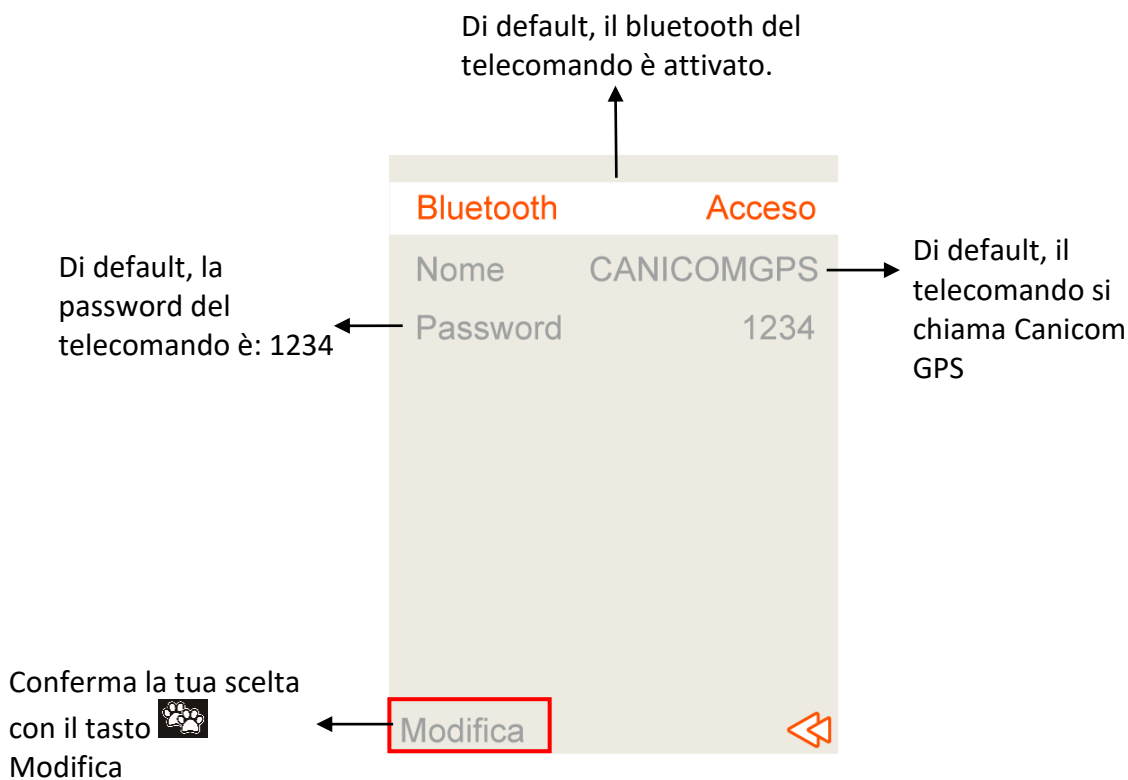 Di default, il bluetooth del
telecomando è attivato.
Bluetooth Acceso
Nome CANICOMGPS
Password 1234
Di default, la
password del
telecomando è: 1234
Di default, il
telecomando si
chiama Canicom
GPS
Conferma la tua scelta
con il tasto
Modifica
Modifica